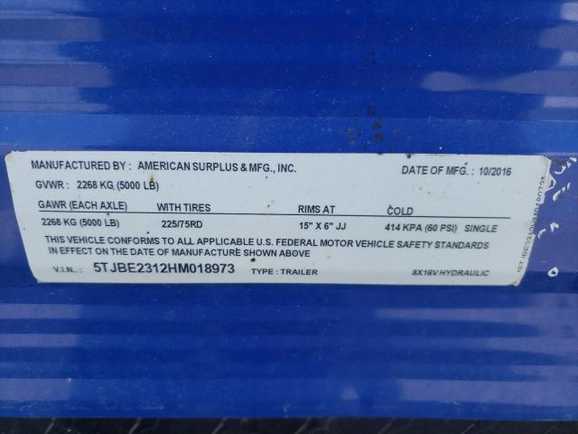 MANUFACTURED BY : AMERICAN SURPLUS & MFG., INC. DATE OF MFG. : 10/2016
GVWR : 2268 KG (5000 LB)
GAWR (EACH AXLE) WITH TIRES RIMS AT COLD
2268 KG (5000 LB) 225/75RD 15" X 6" JJ 414 KPA (60 PSI) SINGLE
THIS VEHICLE CONFORMS TO ALL APPLICABLE U.S. FEDERAL MOTOR VEHICLE SAFETY STANDARDS
IN EFFECT ON THE DATE OF MANUFACTURE SHOWN ABOVE
V.I.N.: 5TJBE2312HM018973 TYPE : TRAILER 8X16V HYDRAULIC